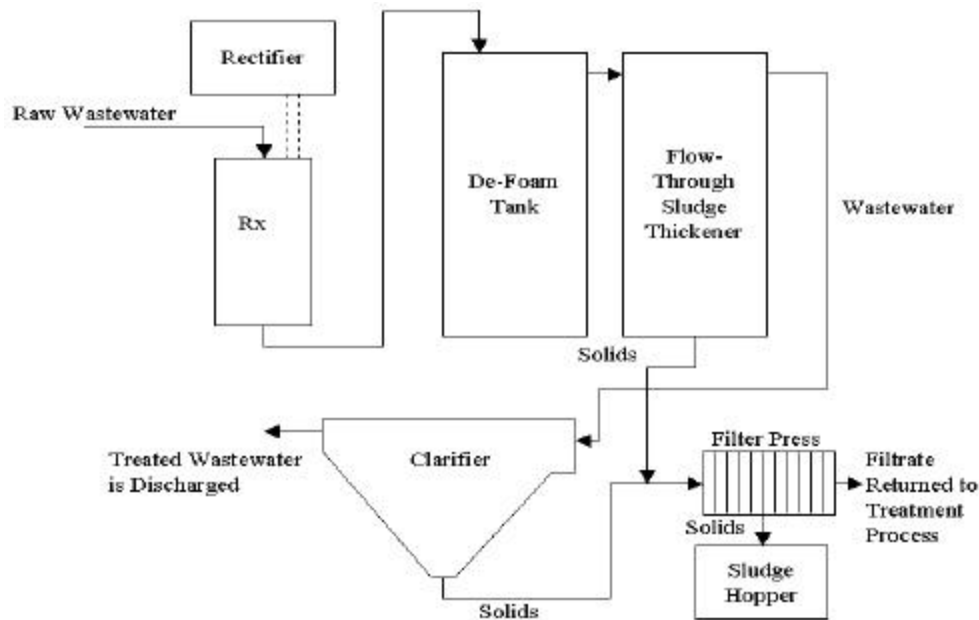 Rectifier
Raw Wastewater
Rx
De-Foam
Tank
Flow-
Through
Sludge
Thickener
Wastewater
Solids
Treated Wastewater
is Discharged
Clarifier
Filter Press
Filtrate
Returned to
Treatment
Process
Solids
Sludge
Hopper
Solids